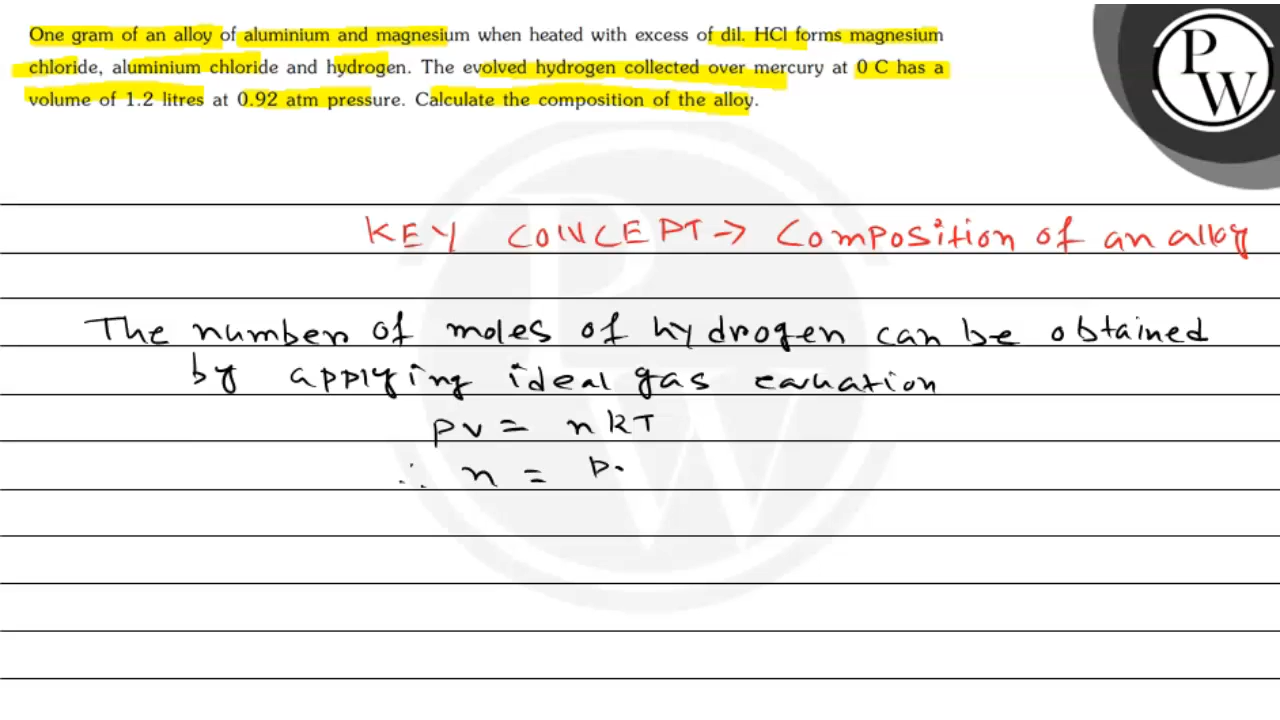 One gram of an alloy of aluminium and magnesium when heated with excess of dil. HCl forms magnesium
chloride, aluminium chloride and hydrogen. The evolved hydrogen collected over mercury at 0 C has a
volume of 1.2 litres at 0.92 atm pressure. Calculate the composition of the alloy.
P
W
KEY CONCEPT → Composition of an alloy
The number of moles of hydrogen can be obtained
by applying ideal gas equation
PV = nRT
∴ n = P